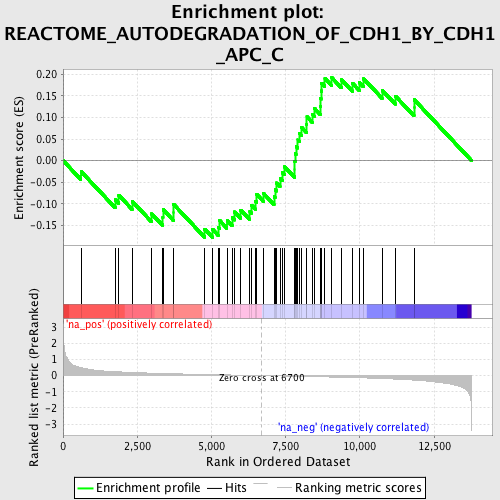 Enrichment plot:
REACTOME_AUTODEGRADATION_OF_CDH1_BY_CDH1
_APC_C
Enrichment score (ES)
0.20
0.15
0.10
0.05
0.00
-0.05
-0.10
-0.15
'na_pos' (positively correlated)
Ranked list metric (PreRanked)
3
2
1
0
-1
-2
-3
Zero cross at 6700
'na_neg' (negatively correlated)
0
2,500
5,000
7,500
10,000
12,500
Rank in Ordered Dataset
Enrichment profile
Hits
Ranking metric scores